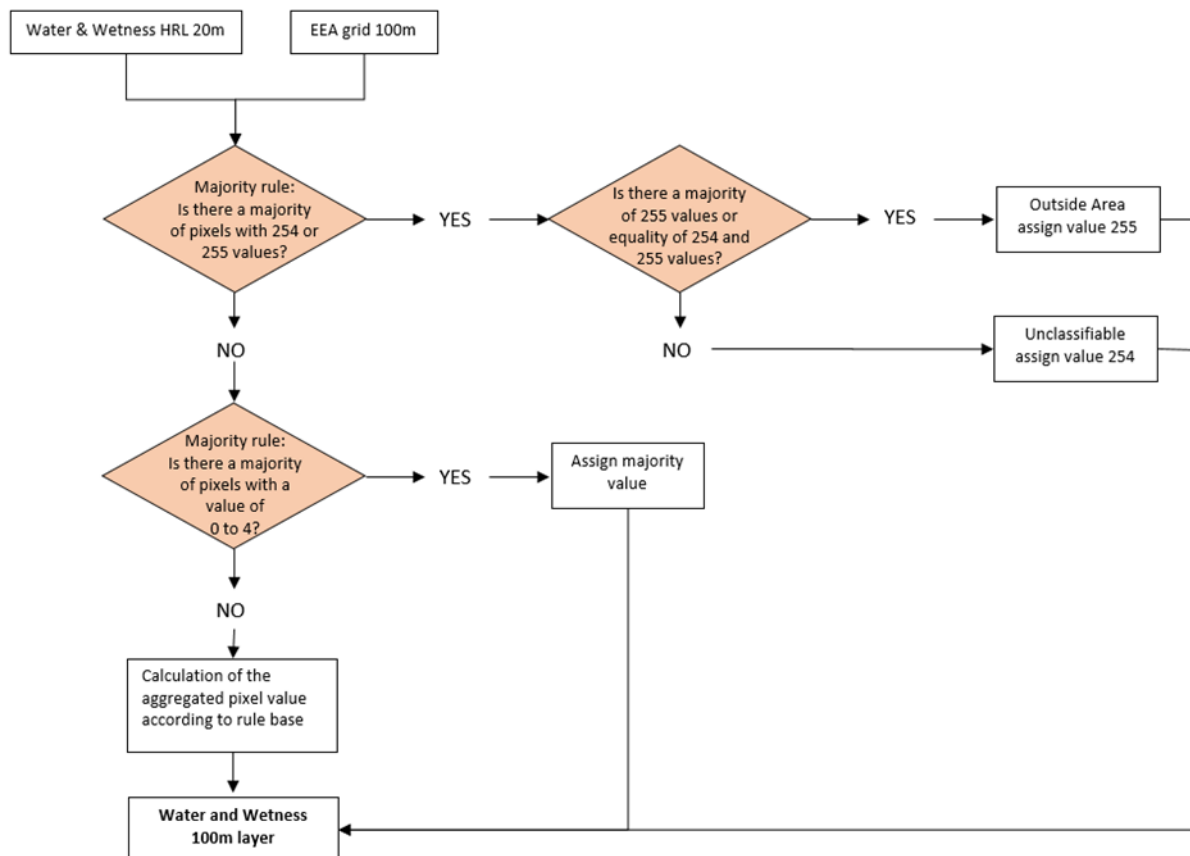 Water & Wetness HRL 20m
EEA grid 100m
Majority rule:
Is there a majority
of pixels with 254 or
255 values?
YES
Is there a majority
of 255 values or
equality of 254 and
255 values?
YES
Outside Area
assign value 255
NO
NO
Unclassifiable
assign value 254
Majority rule:
Is there a majority
of pixels with a
value of
0 to 4?
YES
Assign majority
value
NO
Calculation of the
aggregated pixel value
according to rule base
Water and Wetness
100m layer